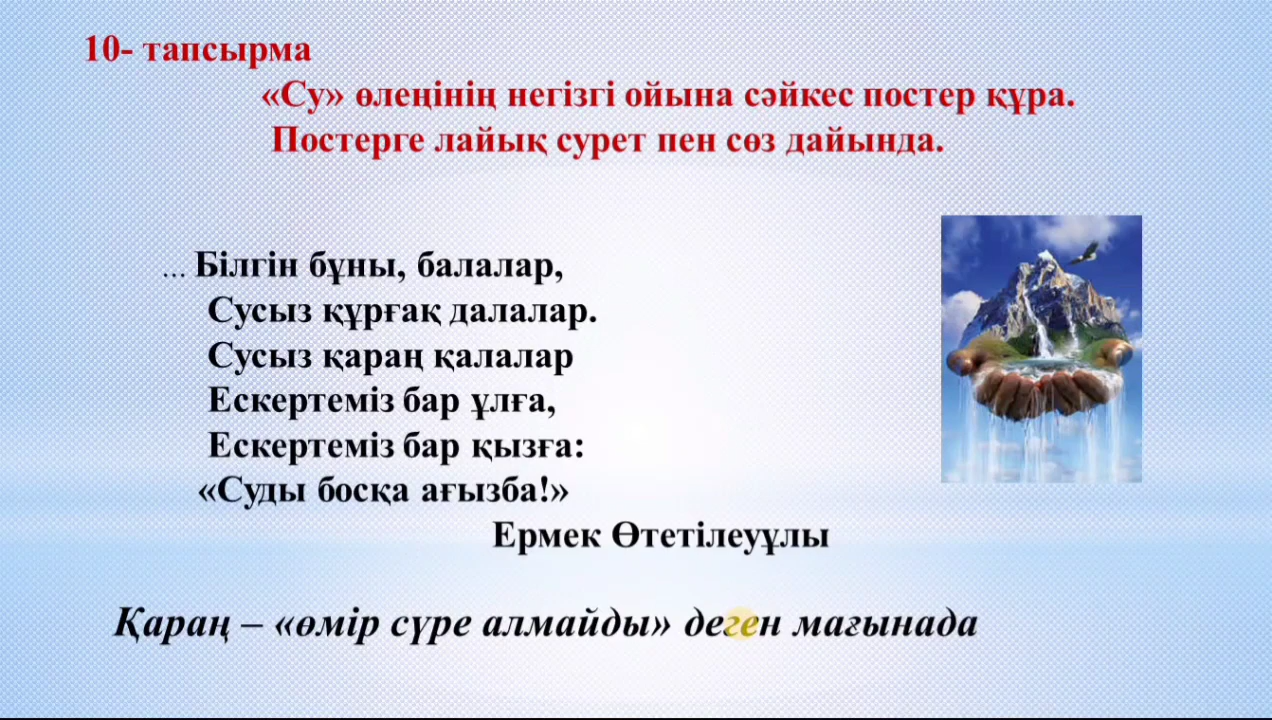 10- тапсырма
«Су» өлеңінің негізгі ойына сәйкес постер құра.
Постерге лайық сурет пен сөз дайында.
... Білгін бұны, балалар,
Сусыз құрғақ далалар.
Сусыз қараң қалалар
Ескертеміз бар ұлға,
Ескертеміз бар қызға:
«Суды босқа ағызба!»
Ермек Өтетілеуұлы
Қараң – «өмір сүре алмайды» деген мағынада